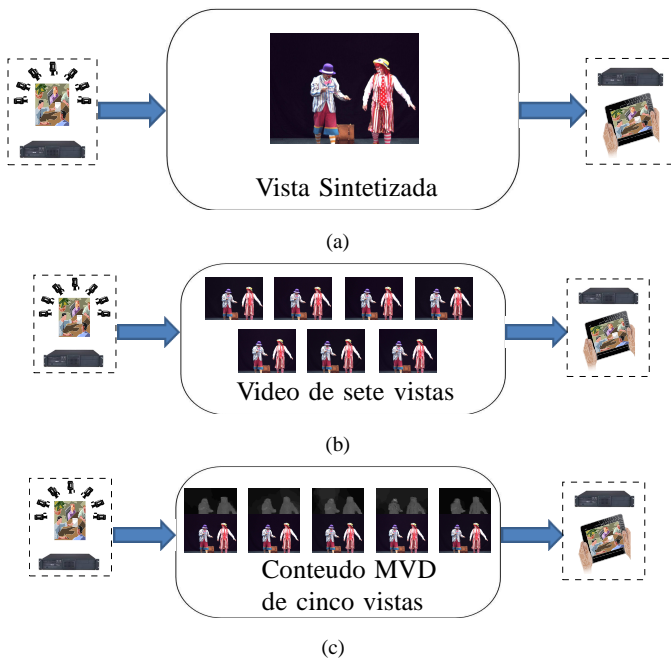 Vista Sintetizada
(a)
Video de sete vistas
(b)
Conteudo MVD
de cinco vistas
(c)